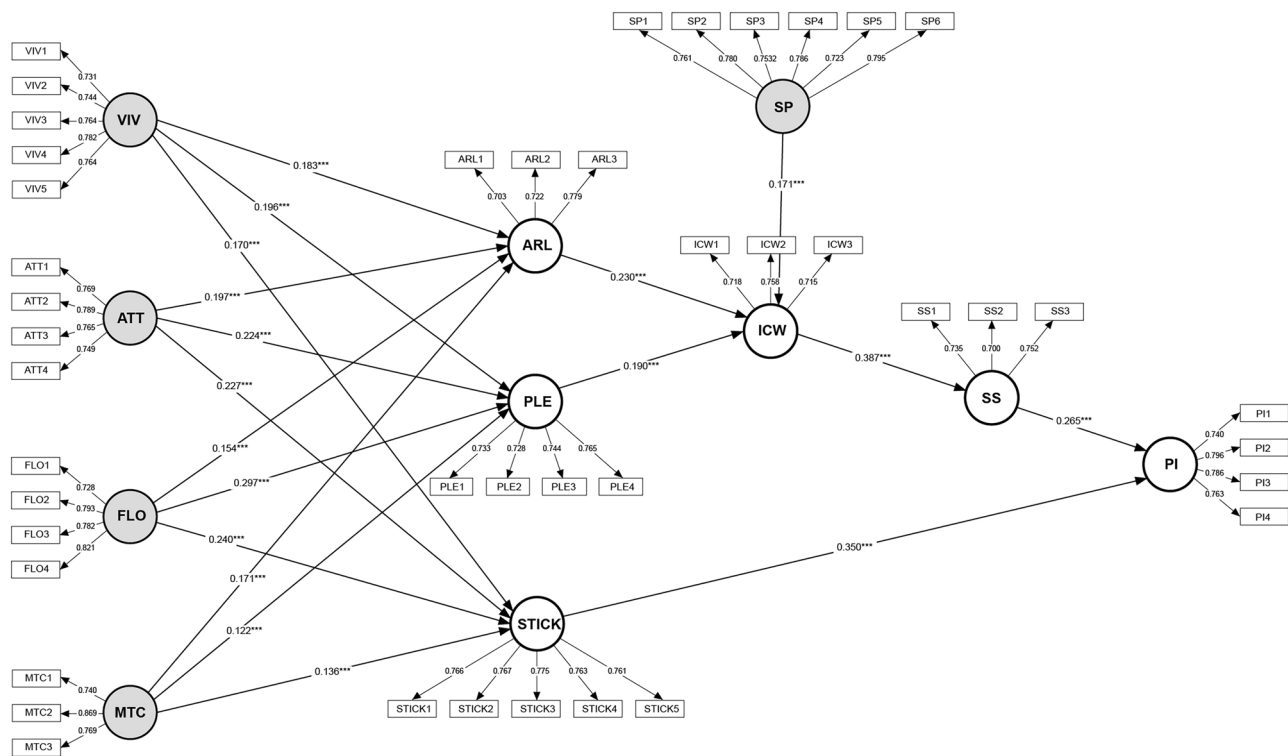 SP1 SP2 SP3 SP4 SP5 SP6
0.761 0.780 0.7532 0.786 0.723 0.795
SP
0.171***
VIV1
0.731
VIV2
0.744
VIV3
0.764
VIV4
0.782
VIV5
0.764
VIV
0.183***
0.196***
0.170***
ARL1 ARL2 ARL3
0.703 0.722 0.779
ARL
0.230***
ATT1
0.769
ATT2
0.789
ATT3
0.765
ATT4
0.749
ATT
0.197***
0.224***
0.227***
ICW1 ICW2 ICW3
0.718 0.758 0.715
ICW
0.387***
PLE
0.190***
0.733 0.728 0.744 0.765
PLE1 PLE2 PLE3 PLE4
SS1 SS2 SS3
0.735 0.700 0.752
SS
0.265***
FLO1
0.728
FLO2
0.793
FLO3
0.782
FLO4
0.821
FLO
0.154***
0.297***
0.240***
PI
PI1
0.740
PI2
0.796
PI3
0.786
PI4
0.763
MTC1
0.740
MTC2
0.869
MTC3
0.769
MTC
0.171***
0.122***
0.136***
STICK
0.350***
0.766 0.767 0.775 0.763 0.761
STICK1 STICK2 STICK3 STICK4 STICK5